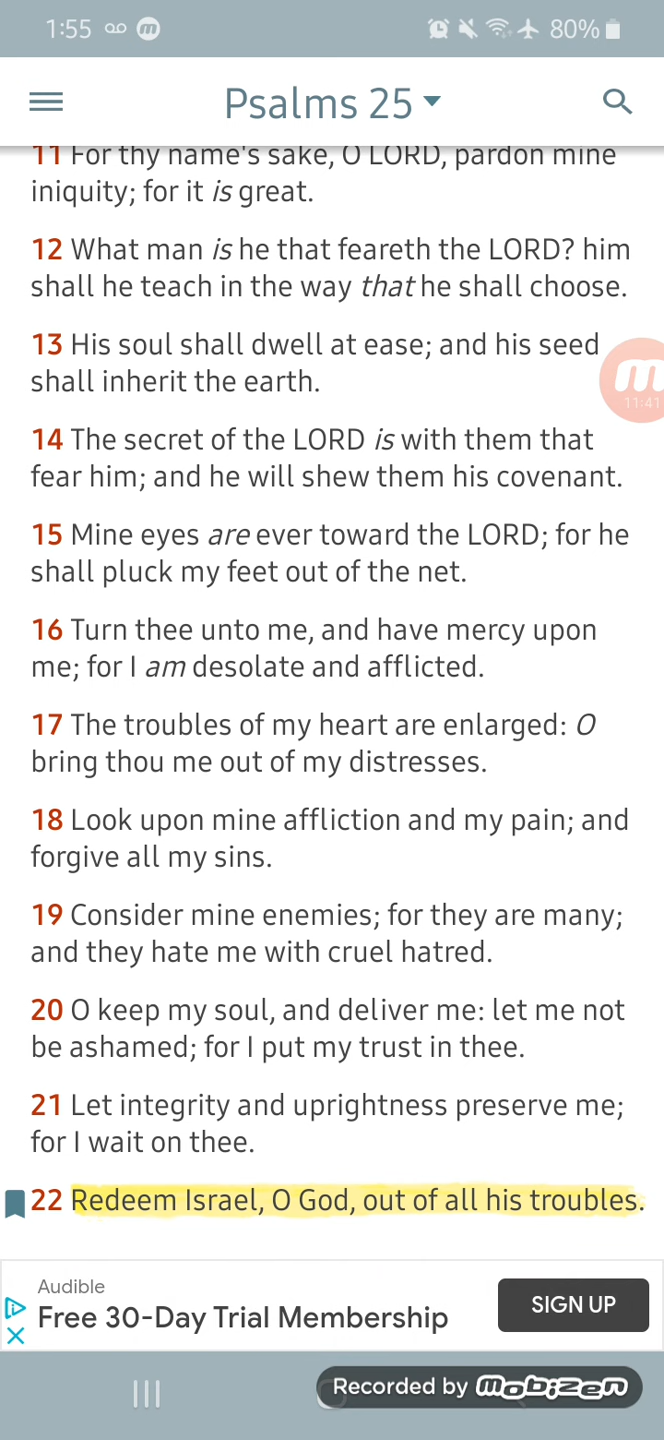 1:55
80%
Psalms 25
11 For thy name's sake, O LORD, pardon mine
iniquity; for it is great.
12 What man is he that feareth the LORD? him
shall he teach in the way that he shall choose.
13 His soul shall dwell at ease; and his seed
shall inherit the earth.
11:41
14 The secret of the LORD is with them that
fear him; and he will shew them his covenant.
15 Mine eyes are ever toward the LORD; for he
shall pluck my feet out of the net.
16 Turn thee unto me, and have mercy upon
me; for I am desolate and afflicted.
17 The troubles of my heart are enlarged: O
bring thou me out of my distresses.
18 Look upon mine affliction and my pain; and
forgive all my sins.
19 Consider mine enemies; for they are many;
and they hate me with cruel hatred.
20 O keep my soul, and deliver me: let me not
be ashamed; for I put my trust in thee.
21 Let integrity and uprightness preserve me;
for I wait on thee.
22 Redeem Israel, O God, out of all his troubles.
Audible
Free 30-Day Trial Membership
SIGN UP
Recorded by mobizen